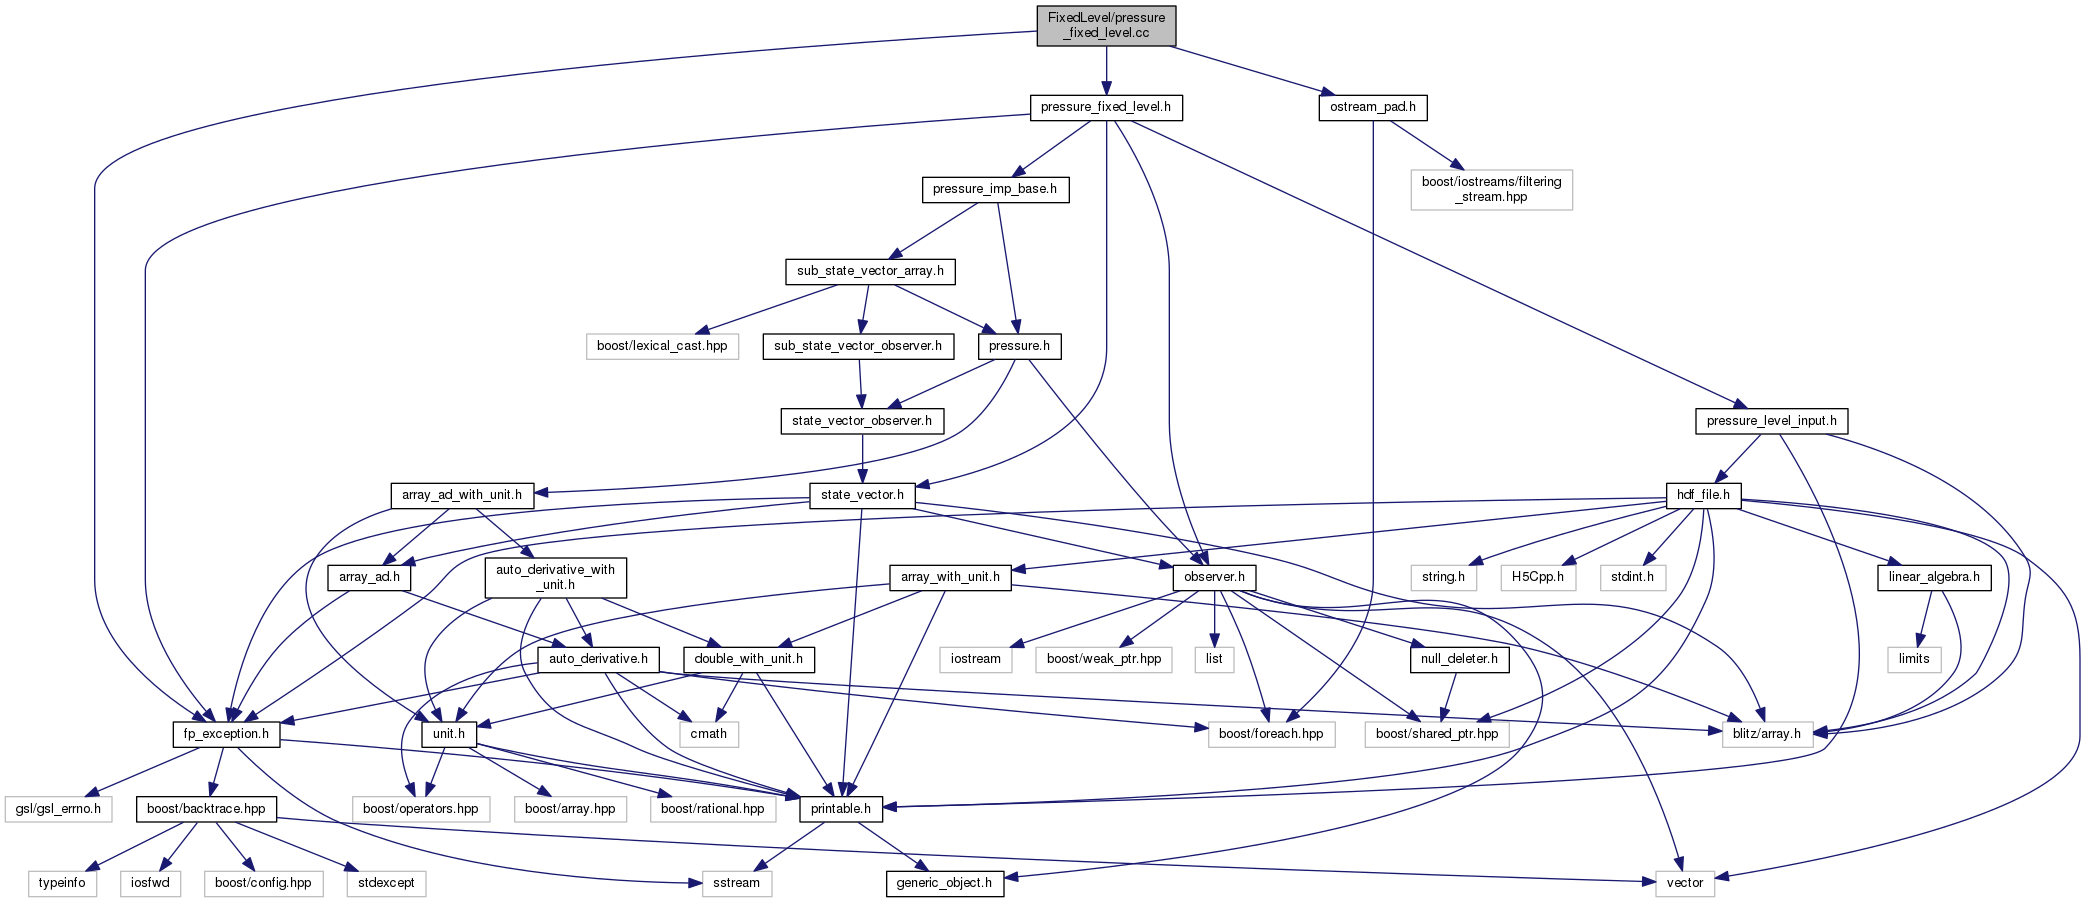 FixedLevel/pressure
_fixed_level.cc
pressure_fixed_level.h
ostream_pad.h
pressure_imp_base.h
boost/iostreams/filtering
_stream.hpp
sub_state_vector_array.h
boost/lexical_cast.hpp
sub_state_vector_observer.h
pressure.h
state_vector_observer.h
pressure_level_input.h
array_ad_with_unit.h
state_vector.h
hdf_file.h
array_ad.h
auto_derivative_with
_unit.h
array_with_unit.h
observer.h
string.h
H5Cpp.h
stdint.h
linear_algebra.h
auto_derivative.h
double_with_unit.h
iostream
boost/weak_ptr.hpp
list
null_deleter.h
limits
fp_exception.h
unit.h
cmath
boost/foreach.hpp
boost/shared_ptr.hpp
blitz/array.h
gsl/gsl_errno.h
boost/backtrace.hpp
boost/operators.hpp
boost/array.hpp
boost/rational.hpp
printable.h
typeinfo
iosfwd
boost/config.hpp
stdexcept
sstream
generic_object.h
vector